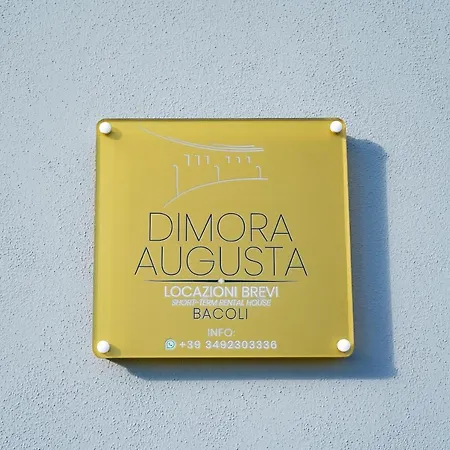 DIMORA
AUGUSTA
LOCAZIONI BREVI
SHORT-TERM RENTAL HOUSE
BACOLI
INFO:
+39 3492303336